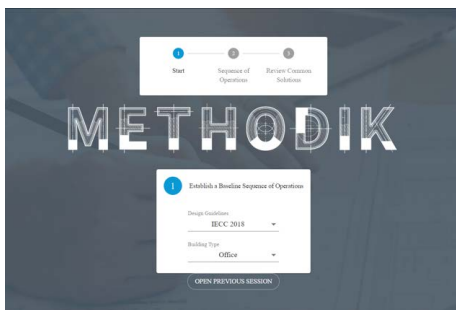 1
2
3
Start
Sequence of
Operations
Review Common
Solutions
METHODIK
1
Establish a Baseline Sequence of Operations
Design Guidelines
IECC 2018
Building Type
Office
OPEN PREVIOUS SESSION